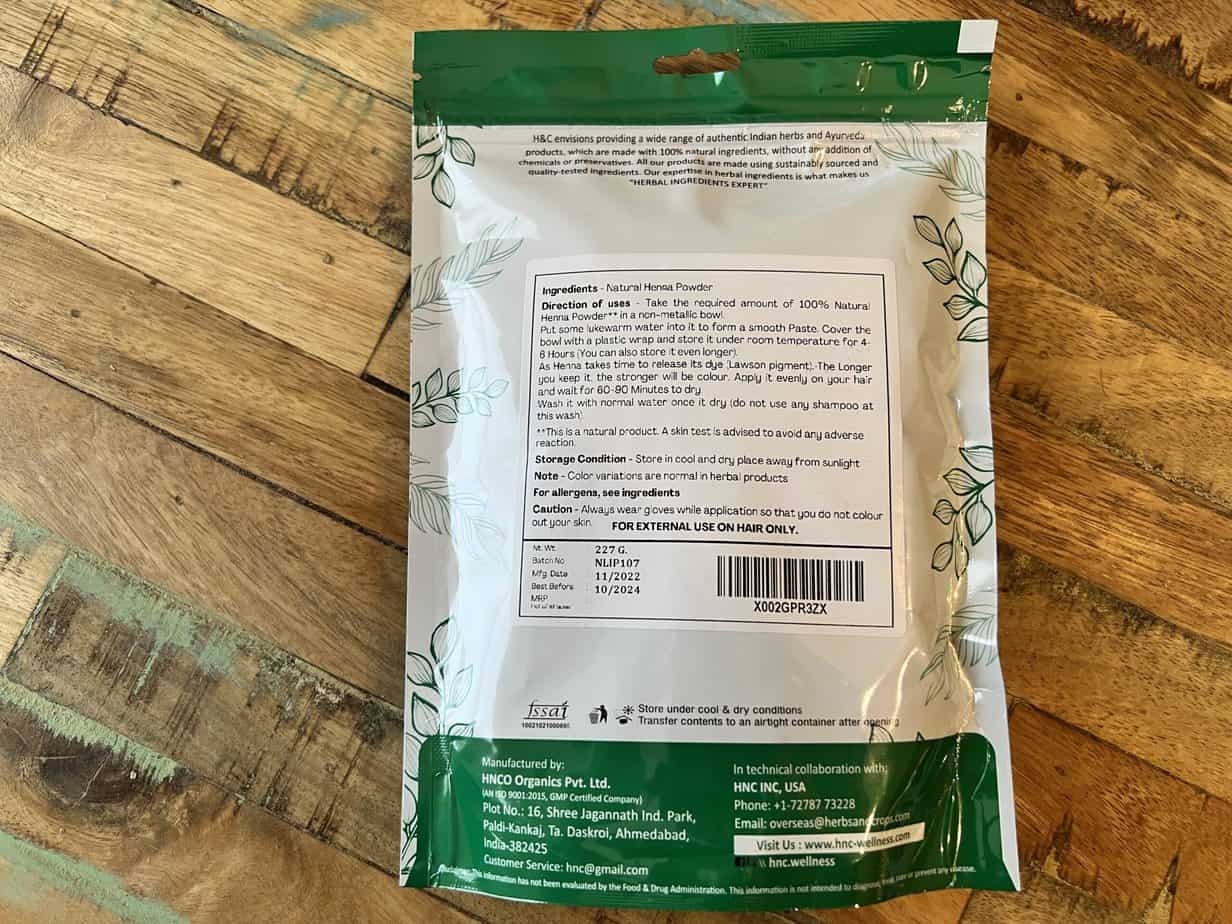 H&C envisions providing a wide range of authentic Indian herbs and Ayurveda
products, which are made with 100% natural ingredients, without any addition of
chemicals or preservatives. All our products are made using sustainably sourced and
quality-tested ingredients. Our expertise in herbal ingredients is what makes us
"HERBAL INGREDIENTS EXPERT"
Ingredients - Natural Henna Powder
Direction of uses - Take the required amount of 100% Natural
Henna Powder** in a non-metallic bowl.
Put some lukewarm water into it to form a smooth Paste. Cover the
bowl with a plastic wrap and store it under room temperature for 4-
6 Hours (You can also store it even longer).
As Henna takes time to release its dye (Lawson pigment). The Longer
you keep it, the stronger will be colour. Apply it evenly on your hair
and wait for 60-90 Minutes to dry
Wash it with normal water once it dry (do not use any shampoo at
this wash).
**This is a natural product. A skin test is advised to avoid any adverse
reaction.
Storage Condition - Store in cool and dry place away from sunlight
Note - Color variations are normal in herbal products
For allergens, see ingredients
Caution - Always wear gloves while application so that you do not colour
out your skin. FOR EXTERNAL USE ON HAIR ONLY.
Nt. Wt. : 227 G.
Batch No : NLIP107
Mfg. Date : 11/2022
Best Before : 10/2024
MRP
X002GPR3ZX
fssai
Store under cool & dry conditions
Transfer contents to an airtight container after opening
Manufactured by:
HNCO Organics Pvt. Ltd.
(AN ISO 9001:2015, GMP Certified Company)
Plot No.: 16, Shree Jagannath Ind. Park,
Paldi-Kankaj, Ta. Daskroi, Ahmedabad,
India-382425
Customer Service: hnc@gmail.com
In technical collaboration with:
HNC INC, USA
Phone: +1-72787 73228
Email: overseas@herbsandcrops.com
Visit Us : www.hnc-wellness.com
hnc.wellness
Disclaimer: This information has not been evaluated by the Food & Drug Administration. This information is not intended to diagnose, treat, cure or prevent any disease.